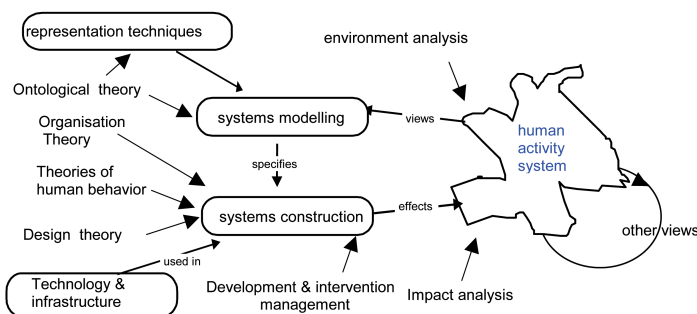 representation techniques
environment analysis
Ontological theory
systems modelling
views
human
activity
system
Organisation
Theory
specifies
Theories of
human behavior
systems construction
effects
Design theory
other views
used in
Technology &
infrastructure
Development & intervention
management
Impact analysis